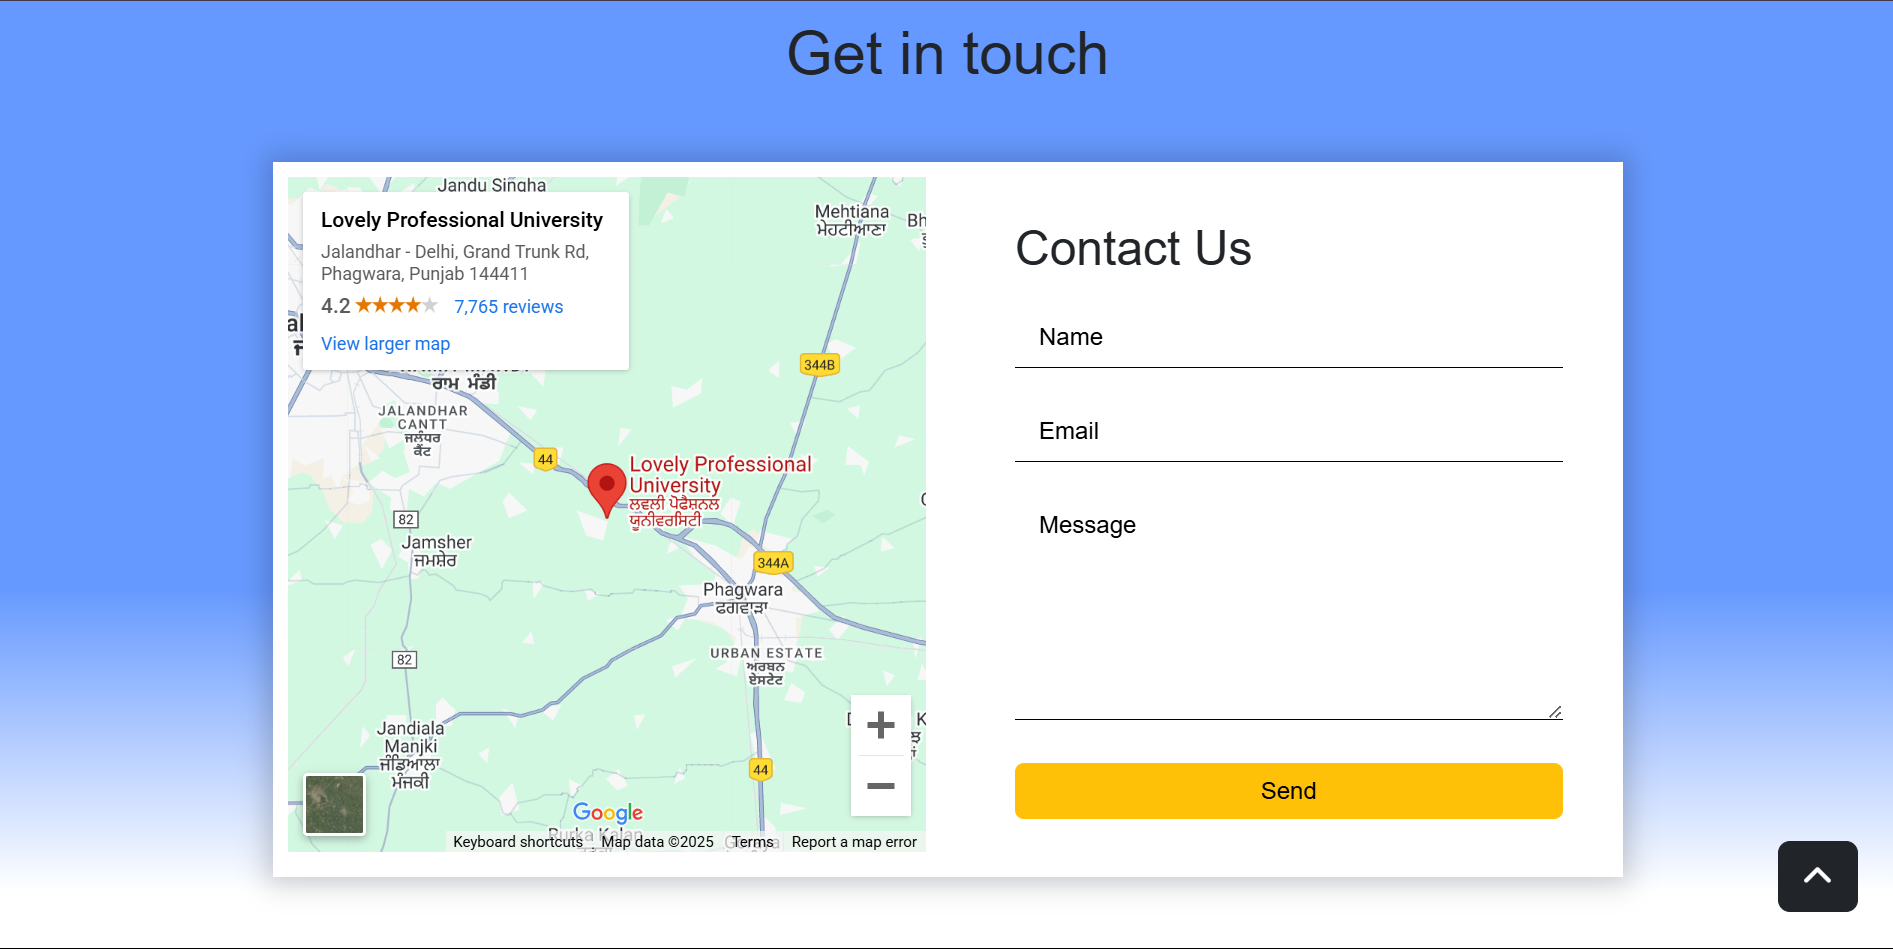 Get in touch
Jandu Singha
Lovely Professional University
Jalandhar - Delhi, Grand Trunk Rd,
Phagwara, Punjab 144411
4.2 7,765 reviews
View larger map
ਰਾਮ ਮੰਡੀ
Mehtiana
ਮੇਹਟੀਆਣਾ
Bh
344B
JALANDHAR
CANTT
ਜਲੰਧਰ
ਕੈਂਟ
44
Lovely Professional
University
ਲਵਲੀ ਪ੍ਰੋਫੈਸ਼ਨਲ
ਯੂਨੀਵਰਸਿਟੀ
82
Jamsher
ਜਮਸ਼ੇਰ
344A
Phagwara
ਫਗਵਾੜਾ
82
URBAN ESTATE
ਅਰਬਨ
ਏਸਟੇਟ
Jandiala
Manjki
ਜੰਡਿਆਲਾ
ਮੰਜਕੀ
44
Google
Rurka Kalan
Keyboard shortcuts Map data ©2025 Terms Report a map error
Contact Us
Name
Email
Message
Send